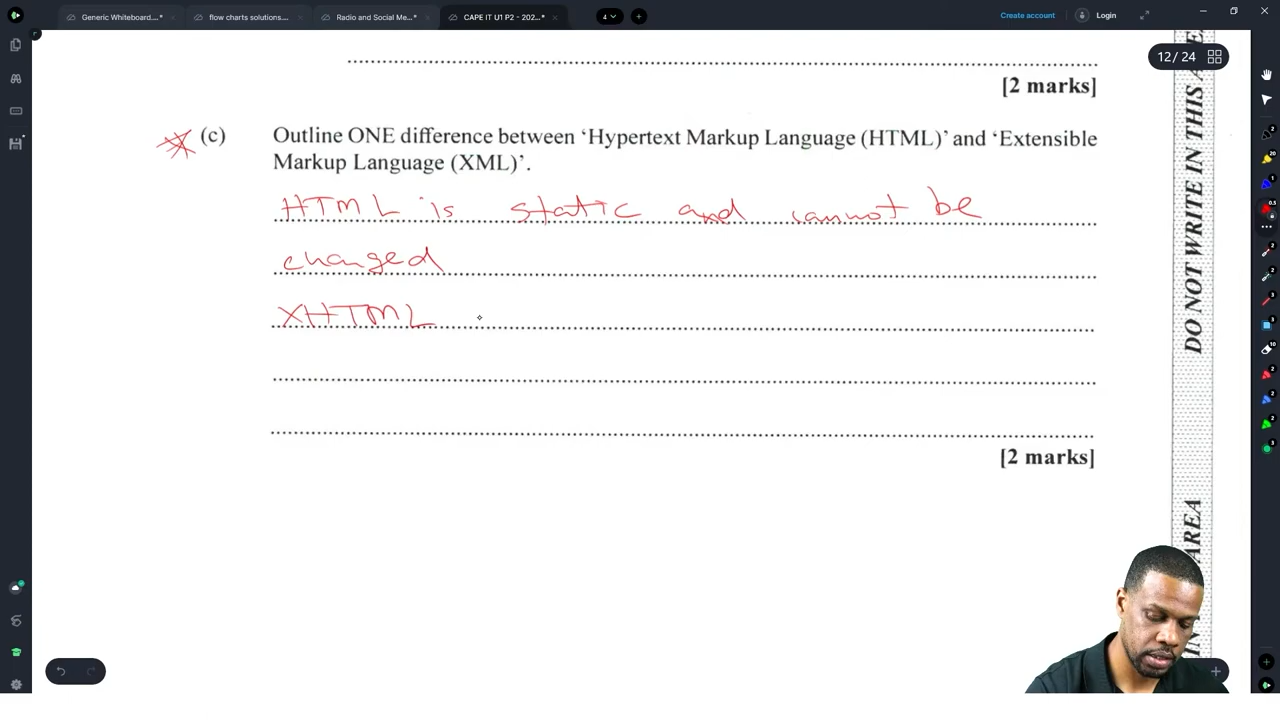 Generic Whiteboard....*
flow charts solutions....
Radio and Social Me...*
CAPE IT U1 P2 - 202...*
4
Create account
Login
12/ 24
[2 marks]
(c) Outline ONE difference between ‘Hypertext Markup Language (HTML)’ and ‘Extensible
Markup Language (XML)’.
HTML is static and cannot be
changed
XHTML
[2 marks]
DO NOT WRITE IN THIS A
IN
AREA